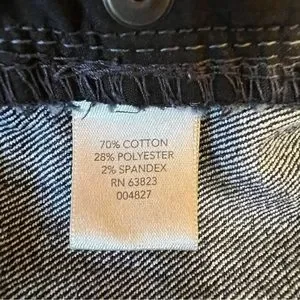 70% COTTON
28% POLYESTER
2% SPANDEX
RN 63823
004827